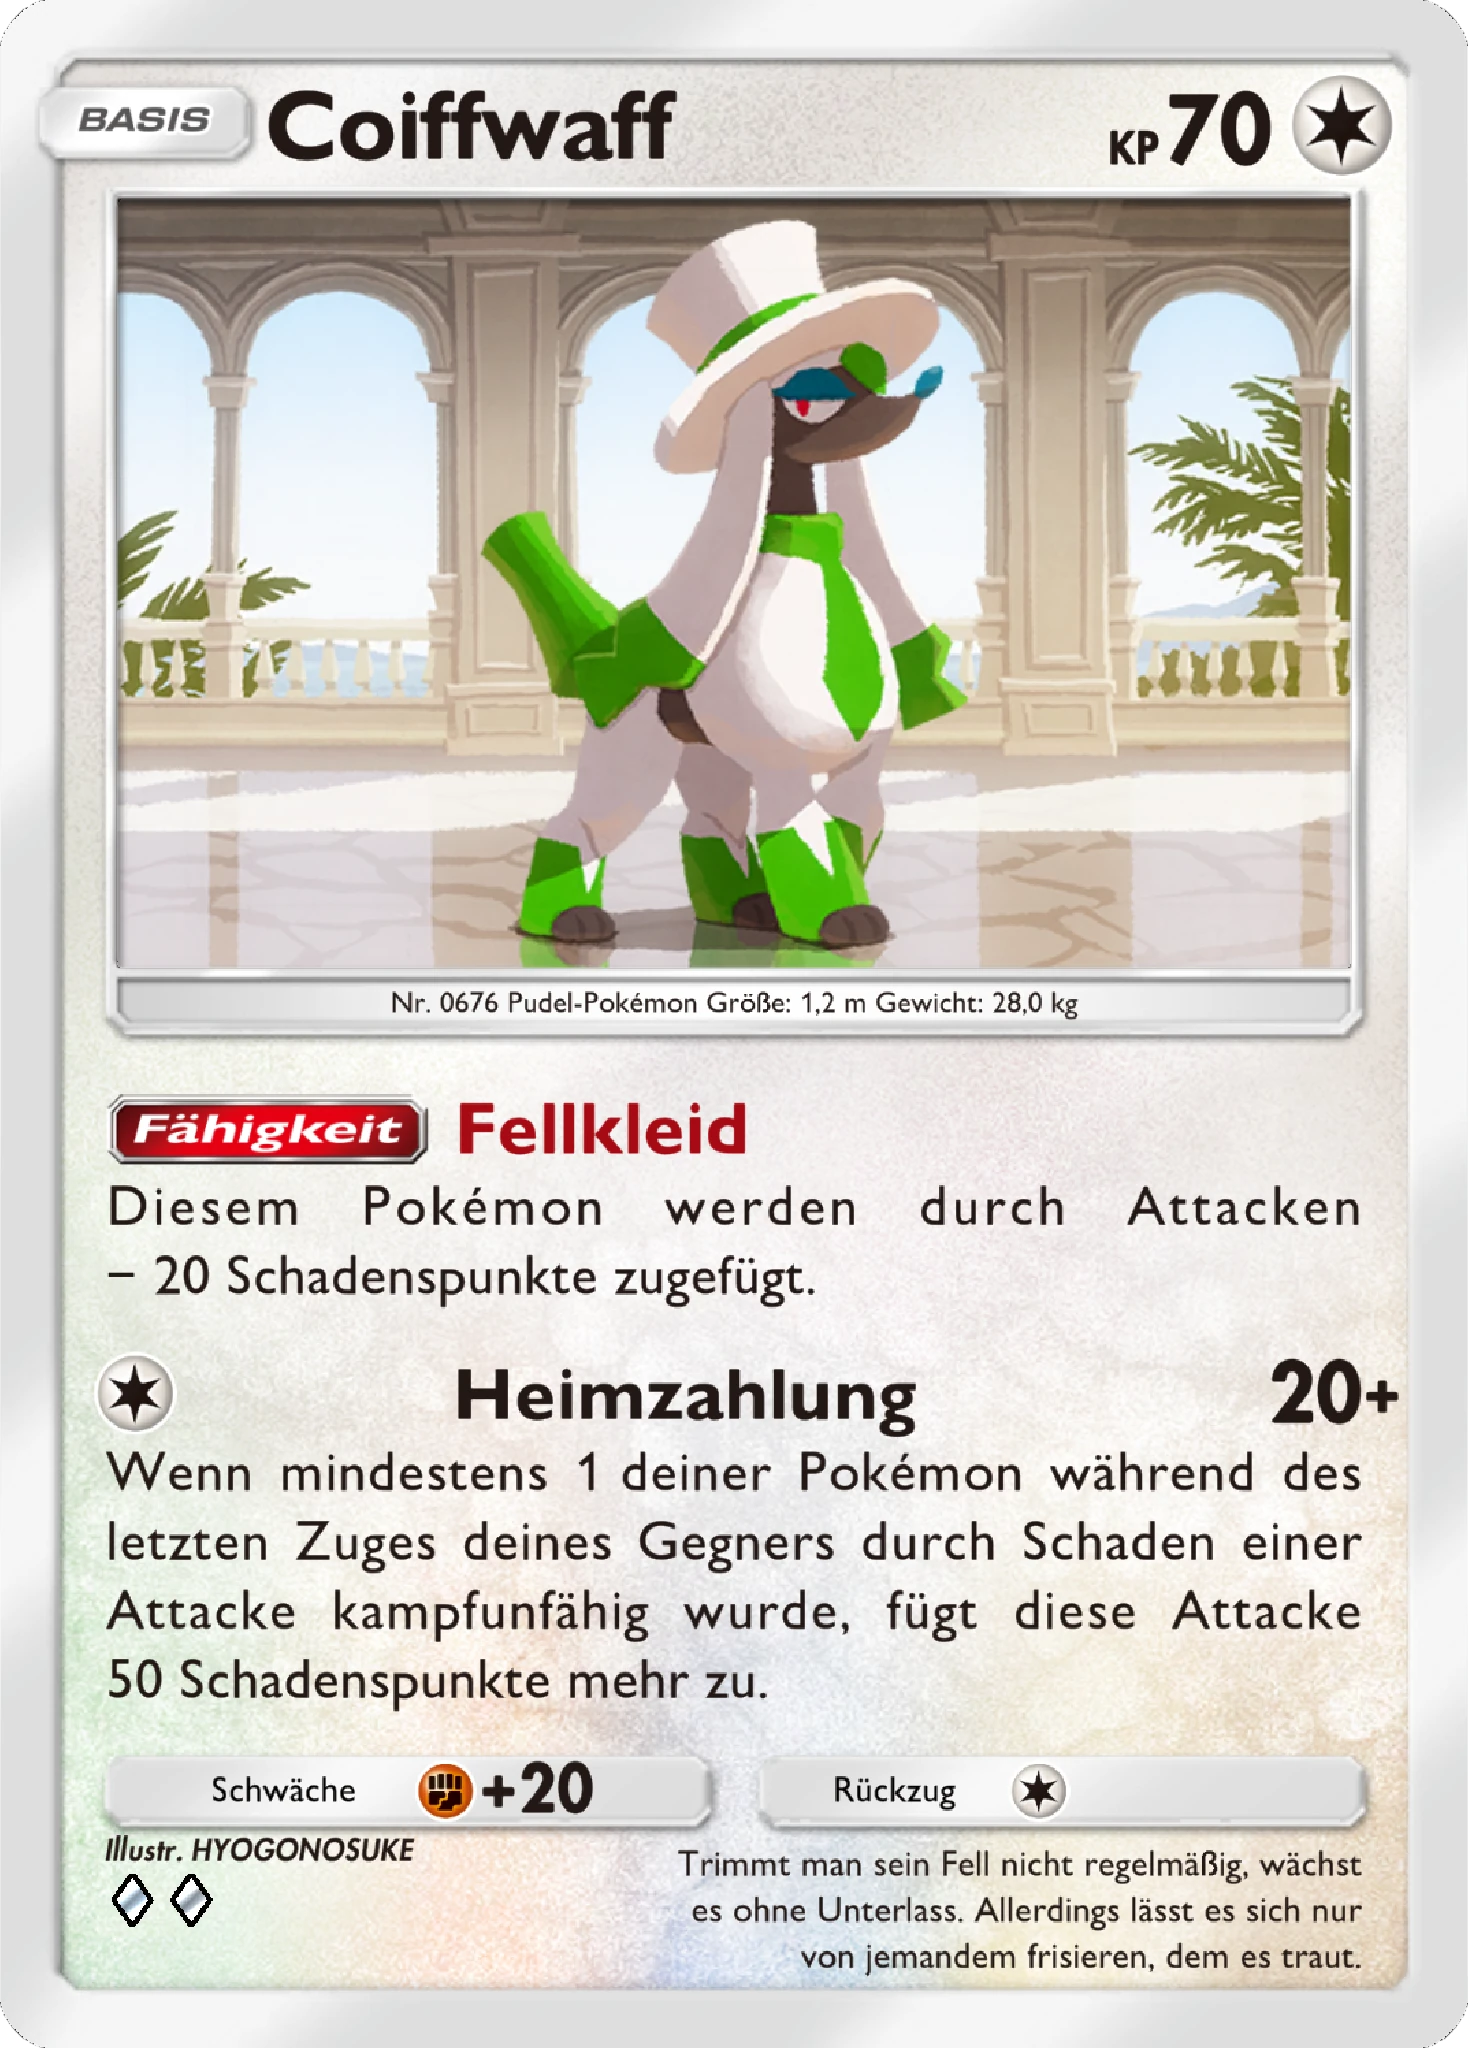 BASIS Coiffwaff KP 70
Nr. 0676 Pudel-Pokémon Größe: 1,2 m Gewicht: 28,0 kg
Fähigkeit Fellkleid
Diesem Pokémon werden durch Attacken
− 20 Schadenspunkte zugefügt.
Heimzahlung 20+
Wenn mindestens 1 deiner Pokémon während des
letzten Zuges deines Gegners durch Schaden einer
Attacke kampfunfähig wurde, fügt diese Attacke
50 Schadenspunkte mehr zu.
Schwäche +20 Rückzug
Illustr. HYOGONOSUKE
Trimmt man sein Fell nicht regelmäßig, wächst
es ohne Unterlass. Allerdings lässt es sich nur
von jemandem frisieren, dem es traut.